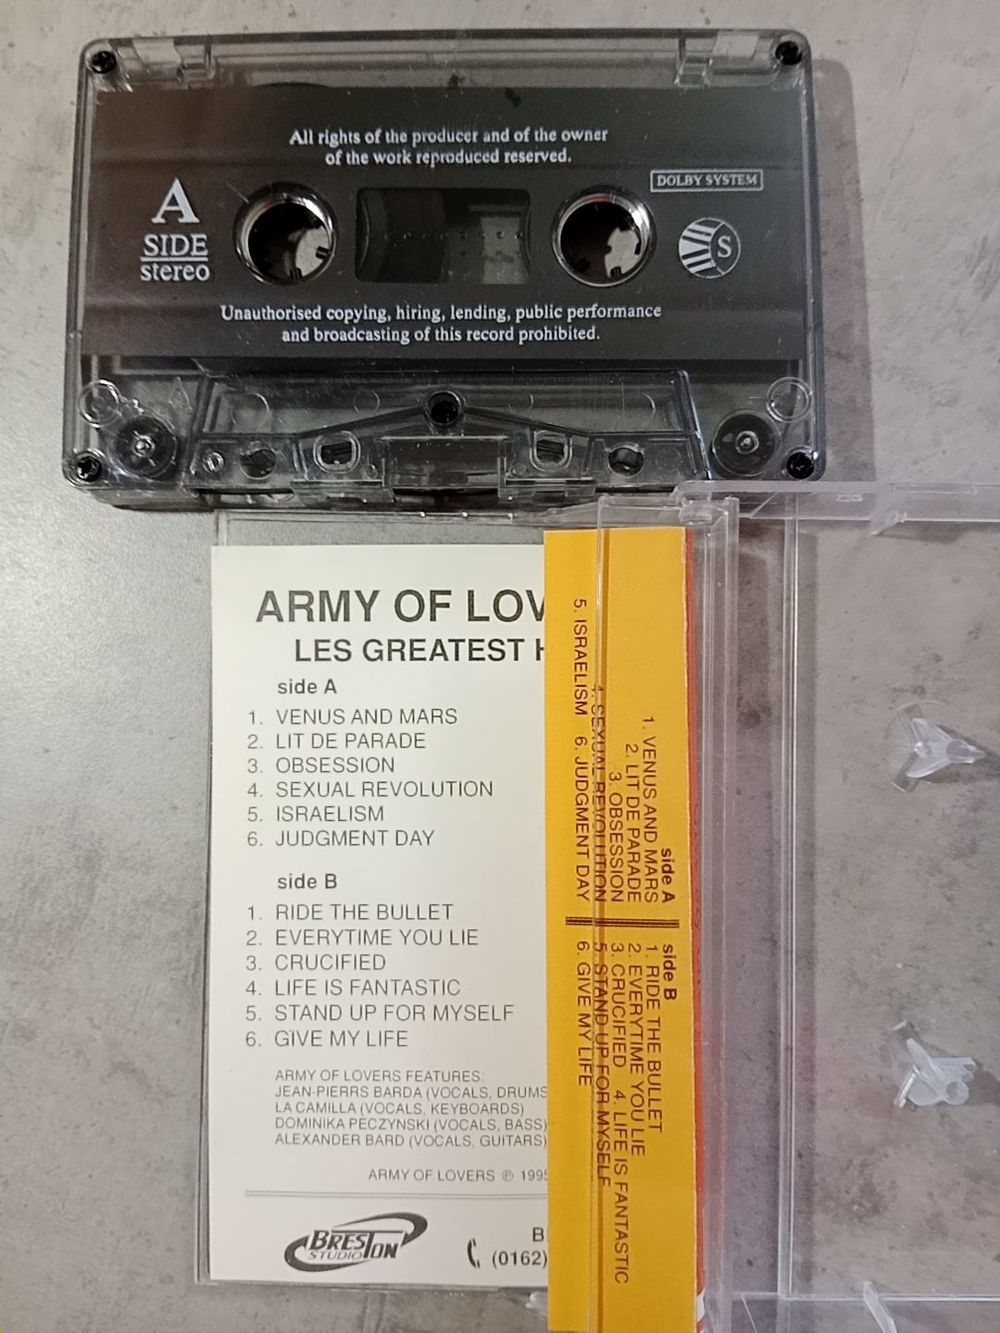 All rights of the producer and of the owner
of the work reproduced reserved.
DOLBY SYSTEM
A
SIDE
stereo
S
Unauthorised copying, hiring, lending, public performance
and broadcasting of this record prohibited.
ARMY OF LOV
LES GREATEST H
side A
1. VENUS AND MARS
2. LIT DE PARADE
3. OBSESSION
4. SEXUAL REVOLUTION
5. ISRAELISM
6. JUDGMENT DAY
side B
1. RIDE THE BULLET
2. EVERYTIME YOU LIE
3. CRUCIFIED
4. LIFE IS FANTASTIC
5. STAND UP FOR MYSELF
6. GIVE MY LIFE
ARMY OF LOVERS FEATURES:
JEAN-PIERRS BARDA (VOCALS, DRUMS
LA CAMILLA (VOCALS, KEYBOARDS)
DOMINIKA PECZYNSKI (VOCALS, BASS)
ALEXANDER BARD (VOCALS, GUITARS)
ARMY OF LOVERS ℗ 1995
BRESTON
STUDIO
B
(0162)
side A
1. VENUS AND MARS
2. LIT DE PARADE
3. OBSESSION
4. SEXUAL REVOLUTION
5. ISRAELISM 6. JUDGMENT DAY
side B
1. RIDE THE BULLET
2. EVERYTIME YOU LIE
3. CRUCIFIED 4. LIFE IS FANTASTIC
5. STAND UP FOR MYSELF
6. GIVE MY LIFE